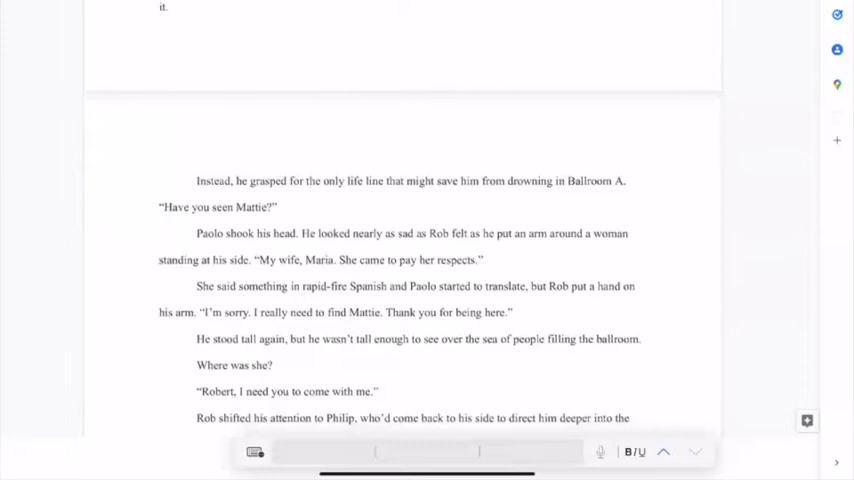 it.
Instead, he grasped for the only life line that might save him from drowning in Ballroom A.
“Have you seen Mattie?”
Paolo shook his head. He looked nearly as sad as Rob felt as he put an arm around a woman
standing at his side. “My wife, Maria. She came to pay her respects.”
She said something in rapid-fire Spanish and Paolo started to translate, but Rob put a hand on
his arm. “I’m sorry. I really need to find Mattie. Thank you for being here.”
He stood tall again, but he wasn’t tall enough to see over the sea of people filling the ballroom.
Where was she?
“Robert, I need you to come with me.”
Rob shifted his attention to Philip, who’d come back to his side to direct him deeper into the
B I U